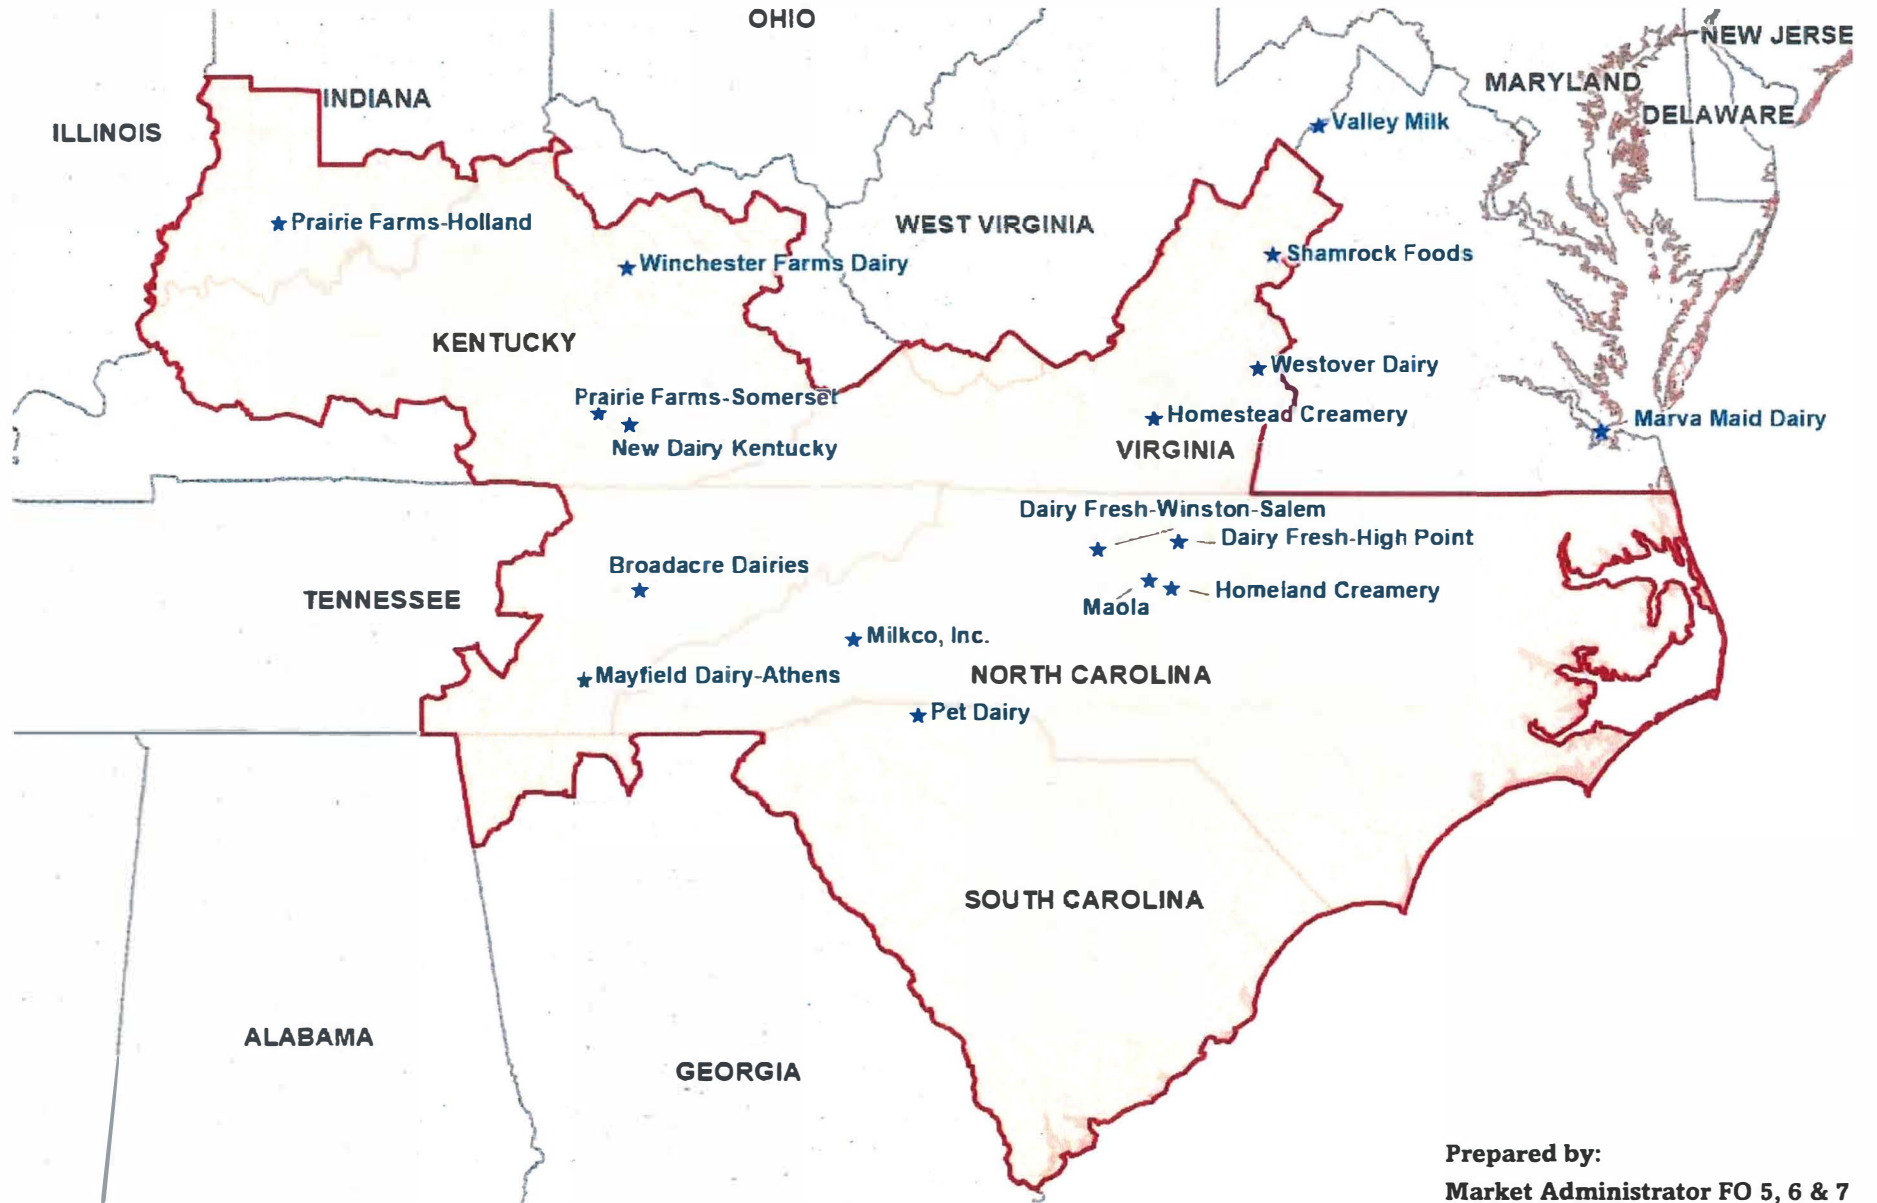 OHIO
NEW JERSE
MARYLAND
INDIANA
DELAWARE
ILLINOIS
Valley Milk
Prairie Farms-Holland
WEST VIRGINIA
Shamrock Foods
Winchester Farms Dairy
KENTUCKY
Westover Dairy
Prairie Farms-Somerset
Homestead Creamery
Marva Maid Dairy
New Dairy Kentucky
VIRGINIA
Dairy Fresh-Winston-Salem
Dairy Fresh-High Point
Broadacre Dairies
Homeland Creamery
TENNESSEE
Maola
Milkco, Inc.
Mayfield Dairy-Athens
NORTH CAROLINA
Pet Dairy
SOUTH CAROLINA
ALABAMA
GEORGIA
Prepared by:
Market Administrator FO 5, 6 & 7